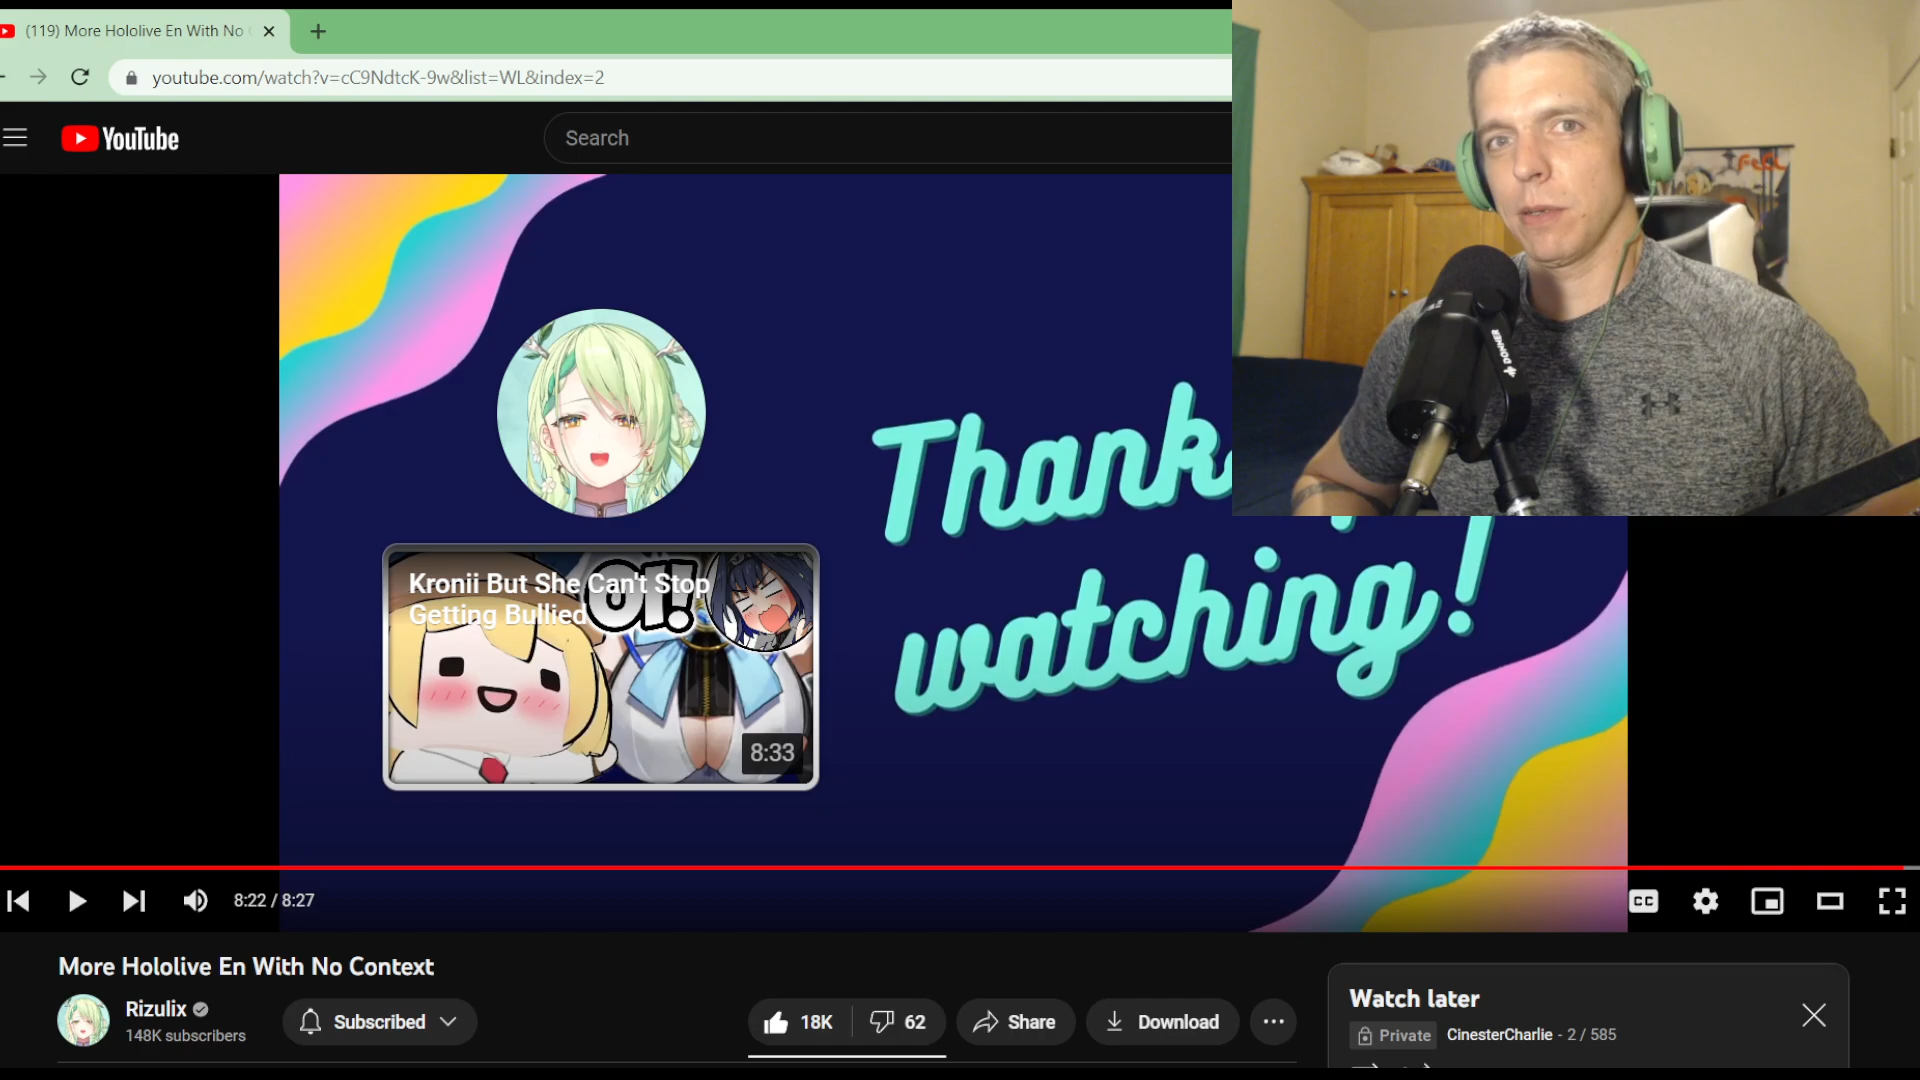 (119) More Hololive En With No
youtube.com/watch?v=cC9NdtcK-9w&list=WL&index=2
YouTube
Search
DONNER
Thank
watching!
Kronii But She Can't Stop
Getting Bullied
OI!
8:33
8:22 / 8:27
CC
More Hololive En With No Context
Rizulix
148K subscribers
Subscribed
18K
62
Share
Download
Watch later
Private
CinesterCharlie - 2 / 585